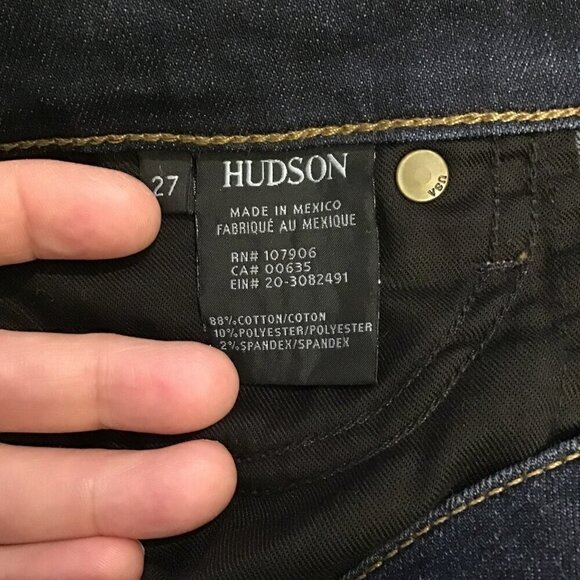 27
HUDSON
MADE IN MEXICO
FABRIQUÉ AU MEXIQUE
RN# 107906
CA# 00635
EIN# 20-3082491
88%COTTON/COTON
10%POLYESTER/POLYESTER
2%SPANDEX/SPANDEX
USA